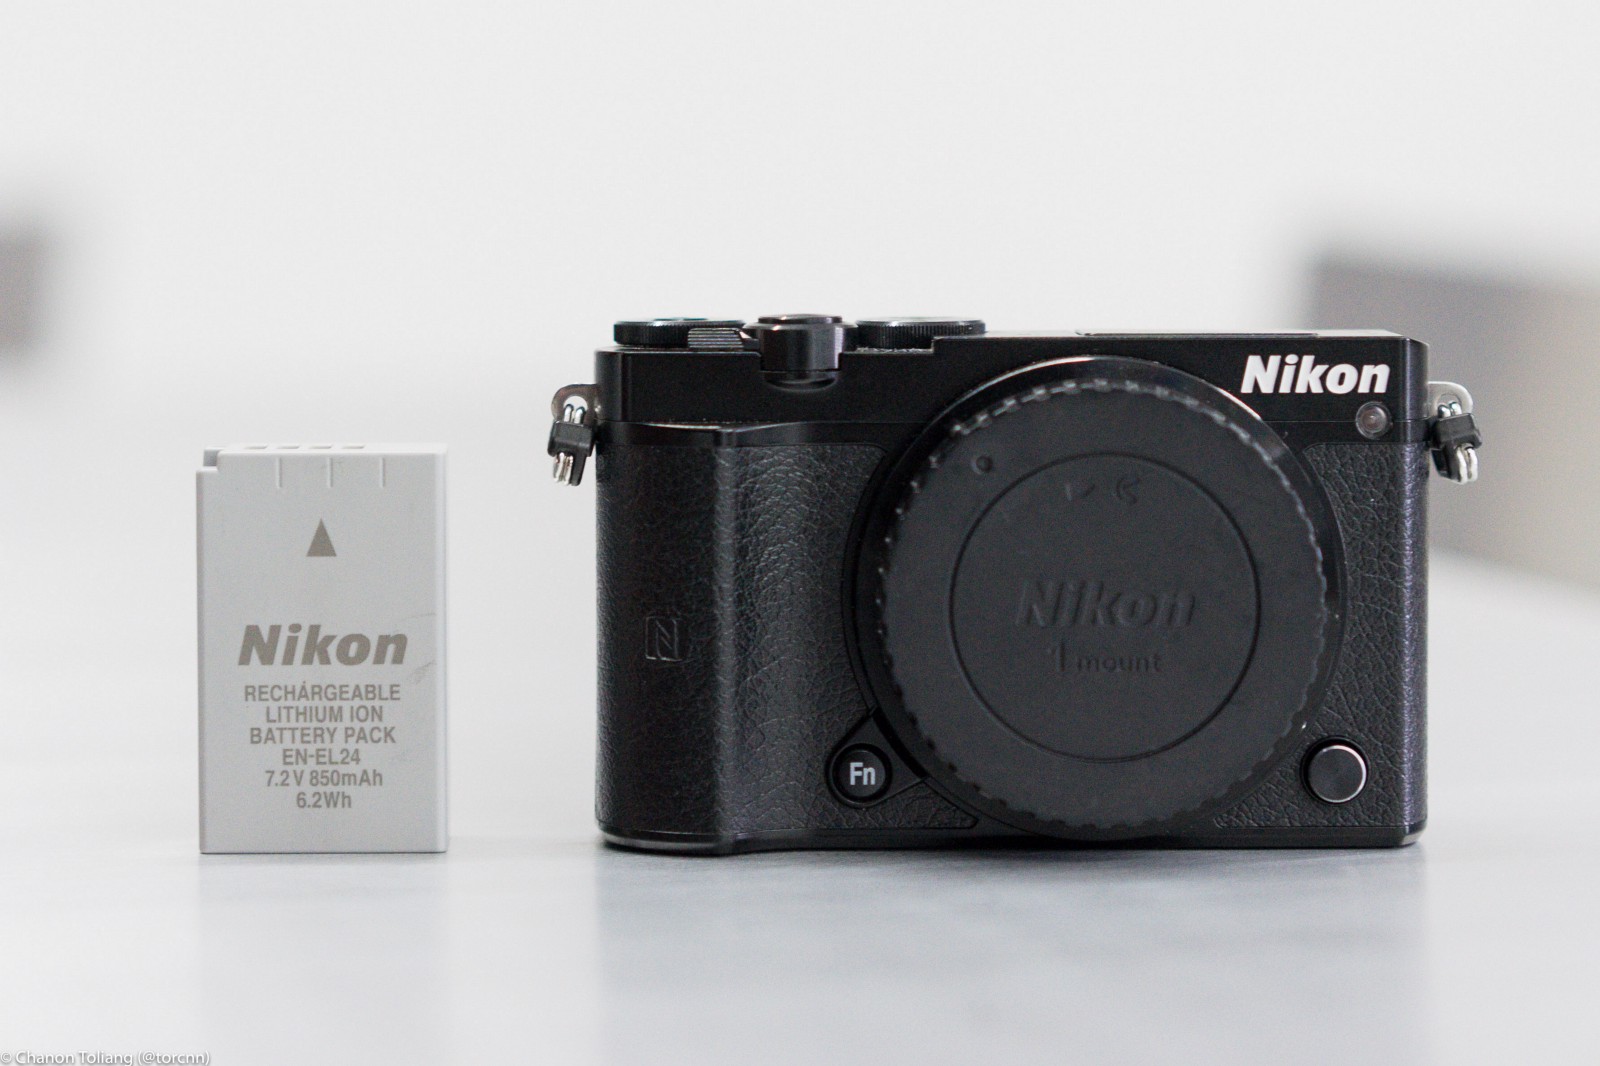 Nikon
RECHARGEABLE
LITHIUM ION
BATTERY PACK
EN-EL24
7.2V 850mAh
6.2Wh
Nikon
Nikon
1 mount
Fn
© Chanon Toliang (@torcnn)